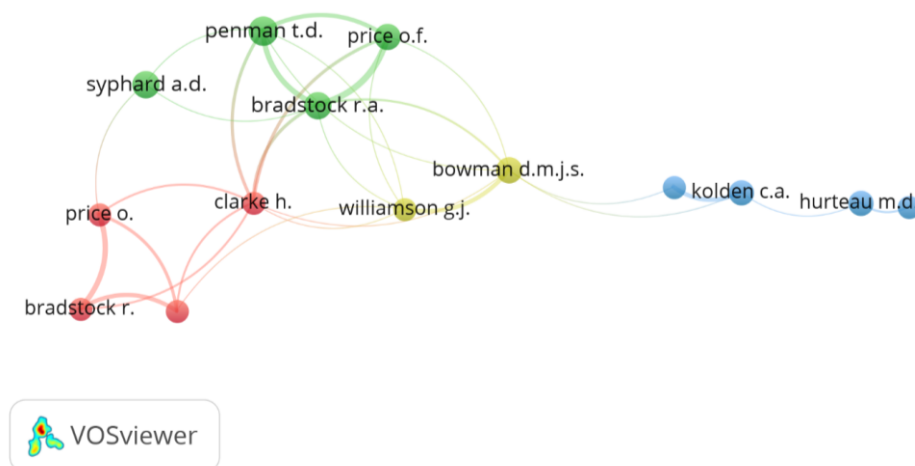 penman t.d.
price o.f.
syphard a.d.
bradstock r.a.
bowman d.m.j.s.
kolden c.a.
hurteau m.d
clarke h.
williamson g.j.
price o.
bradstock r.
VOSviewer